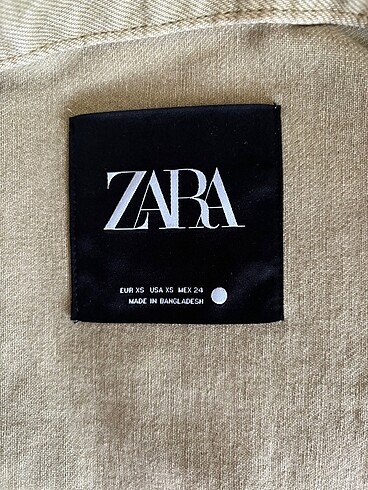 ZARA
EUR XS USA XS MEX 24
MADE IN BANGLADESH